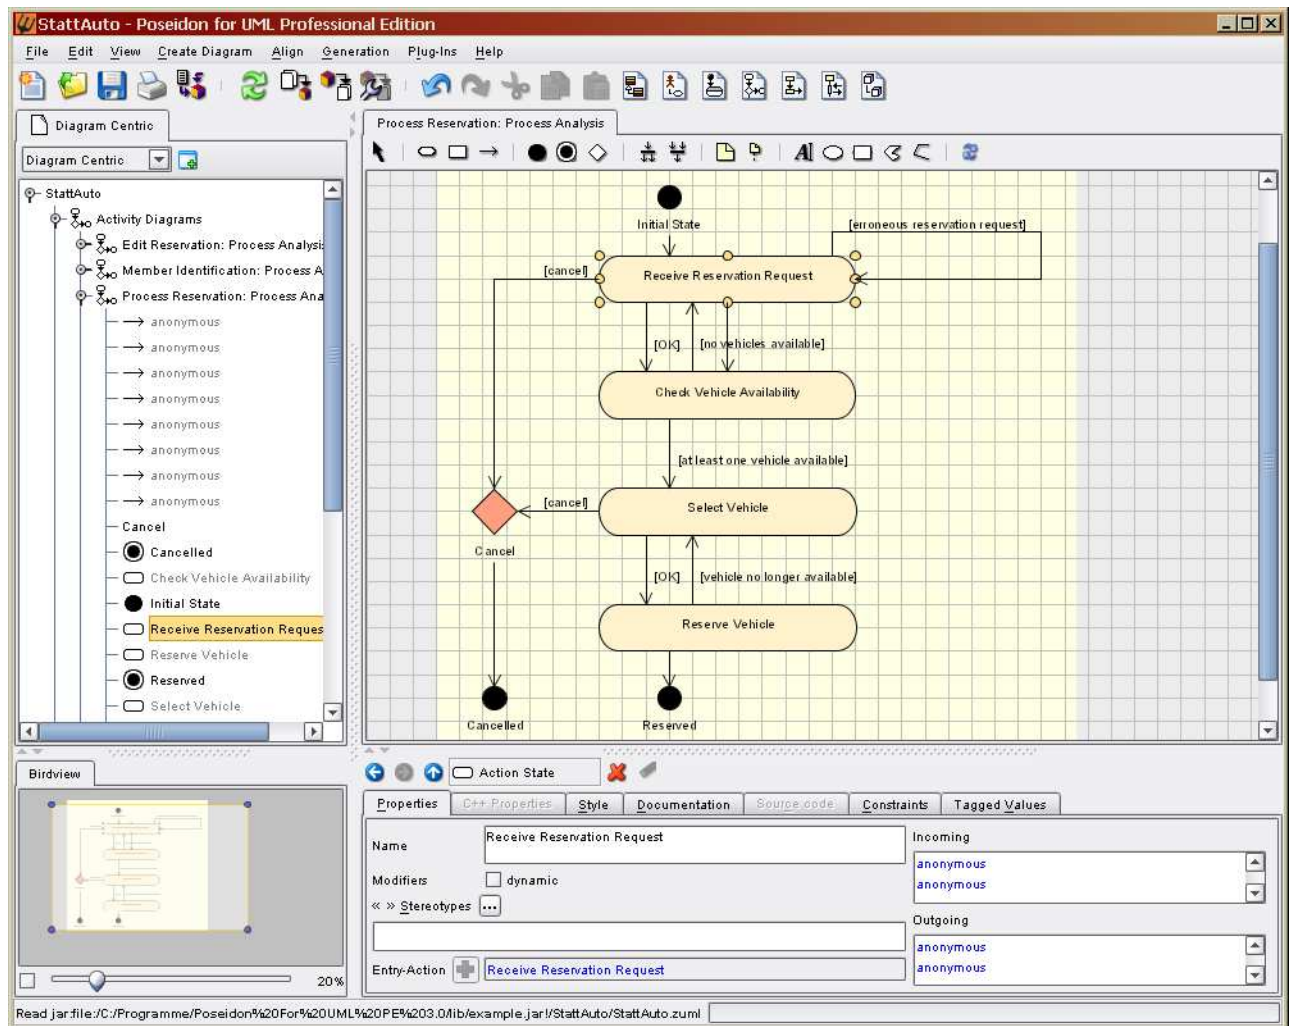 StattAuto - Poseidon for UML Professional Edition
File Edit View Create Diagram Align Generation Plug-Ins Help
Diagram Centric
Diagram Centric
StattAuto
Activity Diagrams
Edit Reservation: Process Analysis
Member Identification: Process A
Process Reservation: Process Ana
anonymous
anonymous
anonymous
anonymous
anonymous
anonymous
anonymous
anonymous
Cancel
Cancelled
Check Vehicle Availability
Initial State
Receive Reservation Reques
Reserve Vehicle
Reserved
Select Vehicle
Process Reservation: Process Analysis
A
Initial State
[erroneous reservation request]
[cancel]
Receive Reservation Request
[OK] [no vehicles available]
Check Vehicle Availability
[at least one vehicle available]
[cancel]
Select Vehicle
Cancel
[OK] [vehicle no longer available]
Reserve Vehicle
Cancelled
Reserved
Birdview
20%
Action State
Properties C++ Properties Style Documentation Source code Constraints Tagged Values
Name
Receive Reservation Request
Modifiers
dynamic
« » Stereotypes ...
Entry-Action
Receive Reservation Request
Incoming
anonymous
anonymous
Outgoing
anonymous
anonymous
Read jar:file:/C:/Programme/Poseidon%20For%20UML%20PE%203.0/lib/example.jar!/StattAuto/StattAuto.zuml